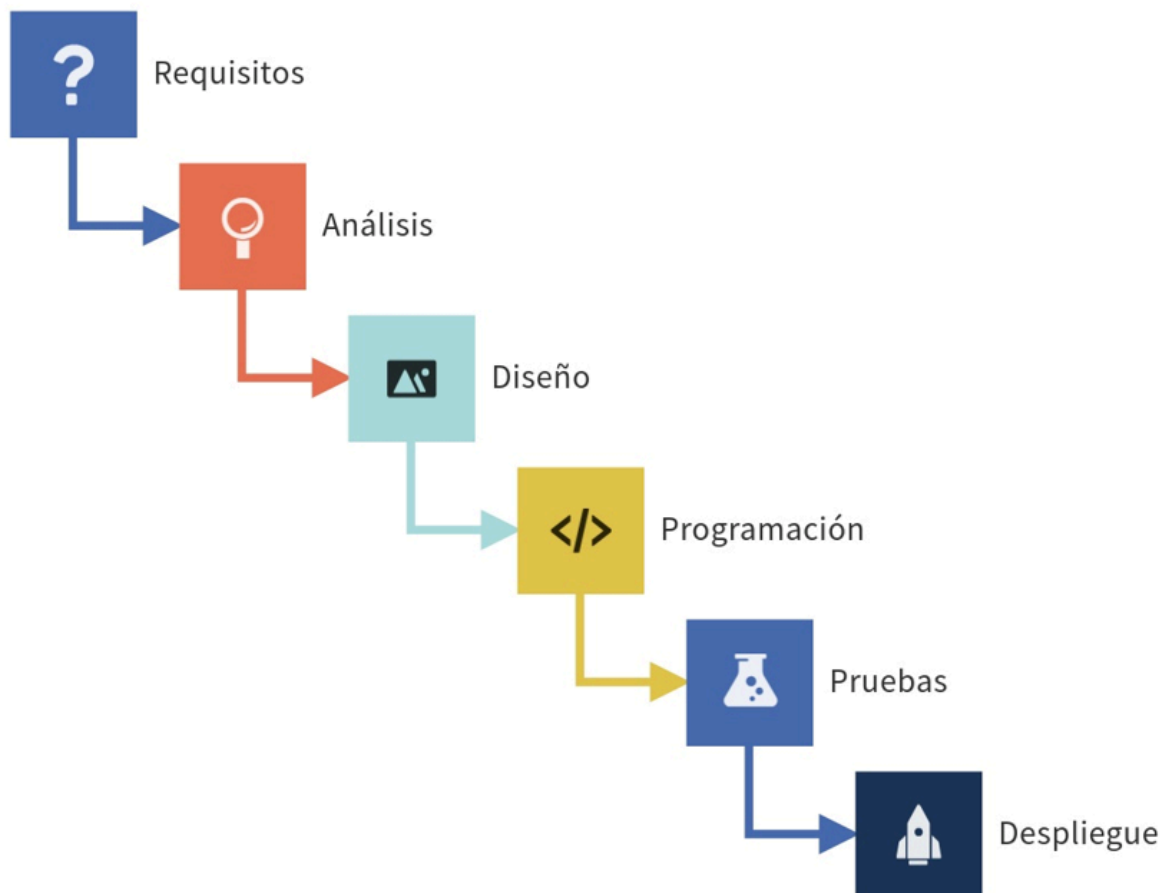 Requisitos
Análisis
Diseño
</>
Programación
Pruebas
Despliegue